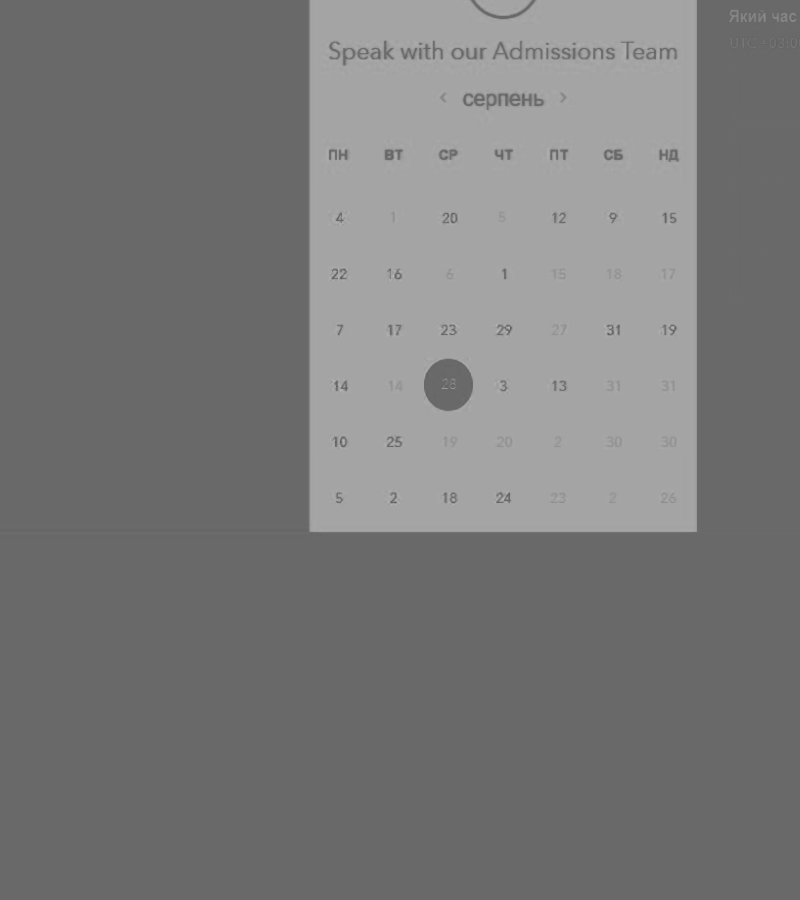 Який час
UTC +03:0
Speak with our Admissions Team
< серпень >
ПН ВТ СР ЧТ ПТ СБ НД
4 1 20 5 12 9 15
22 16 6 1 15 18 17
7 17 23 29 27 31 19
14 14 28 3 13 31 31
10 25 19 20 2 30 30
5 2 18 24 23 2 26